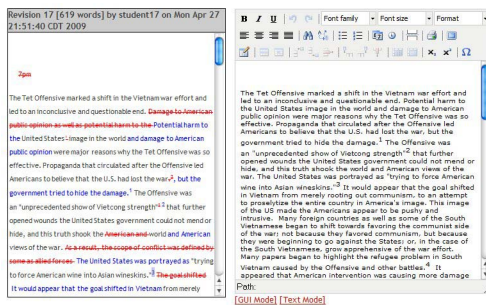 Revision 17 [619 words] by student17 on Mon Apr 27
21:51:40 CDT 2009
7pm
The Tet Offensive marked a shift in the Vietnam war effort and
led to an inconclusive and questionable end. Damage to American
public opinion as well as potential harm to the Potential harm to
the United States' image in the world and damage to American
public opinion were major reasons why the Tet Offensive was so
effective. Propaganda that circulated after the Offensive led
Americans to believe that the U.S. had lost the war , but the
government tried to hide the damage.1 The Offensive was
an "unprecedented show of Vietcong strength" 2 that further
opened wounds the United States government could not mend or
hide, and this truth shook the American and world and American
views of the war. As a result, the scope of conflict was defined by
some as allied forces. The United States was portrayed as "trying
to force American wine into Asian wineskins." The goal shifted
It would appear that the goal shifted in Vietnam from merely
B I U Font family Font size Format
Ω
The Tet Offensive marked a shift in the Vietnam war effort and
led to an inconclusive and questionable end. Potential harm to
the United States image in the world and damage to American
public opinion were major reasons why the Tet Offensive was so
effective. Propaganda that circulated after the Offensive led
Americans to believe that the U.S. had lost the war, but the
government tried to hide the damage.1 The Offensive was
an "unprecedented show of Vietcong strength"2 that further
opened wounds the United States government could not mend or
hide, and this truth shook the world and American views of the
war. The United States was portrayed as "trying to force American
wine into Asian wineskins."3 It would appear that the goal shifted
in Vietnam from merely rooting out communism, to an attempt
to proselytize the entire country in America's image. This image
of the US made the Americans appear to be pushy and
intrusive. Many foreign countries as well as some of the South
Vietnamese began to shift towards favoring the communist side
of the war; not because they favored communism, but because
they were beginning to go against the States; or, in the case of
the South Vietnamese, grow apprehensive of the war effort.
Many papers began to highlight the refugee problem in South
Vietnam caused by the Offensive and other battles.4 It
appeared that American intervention was causing more damage
Path:
[GUI Mode] [Text Mode]